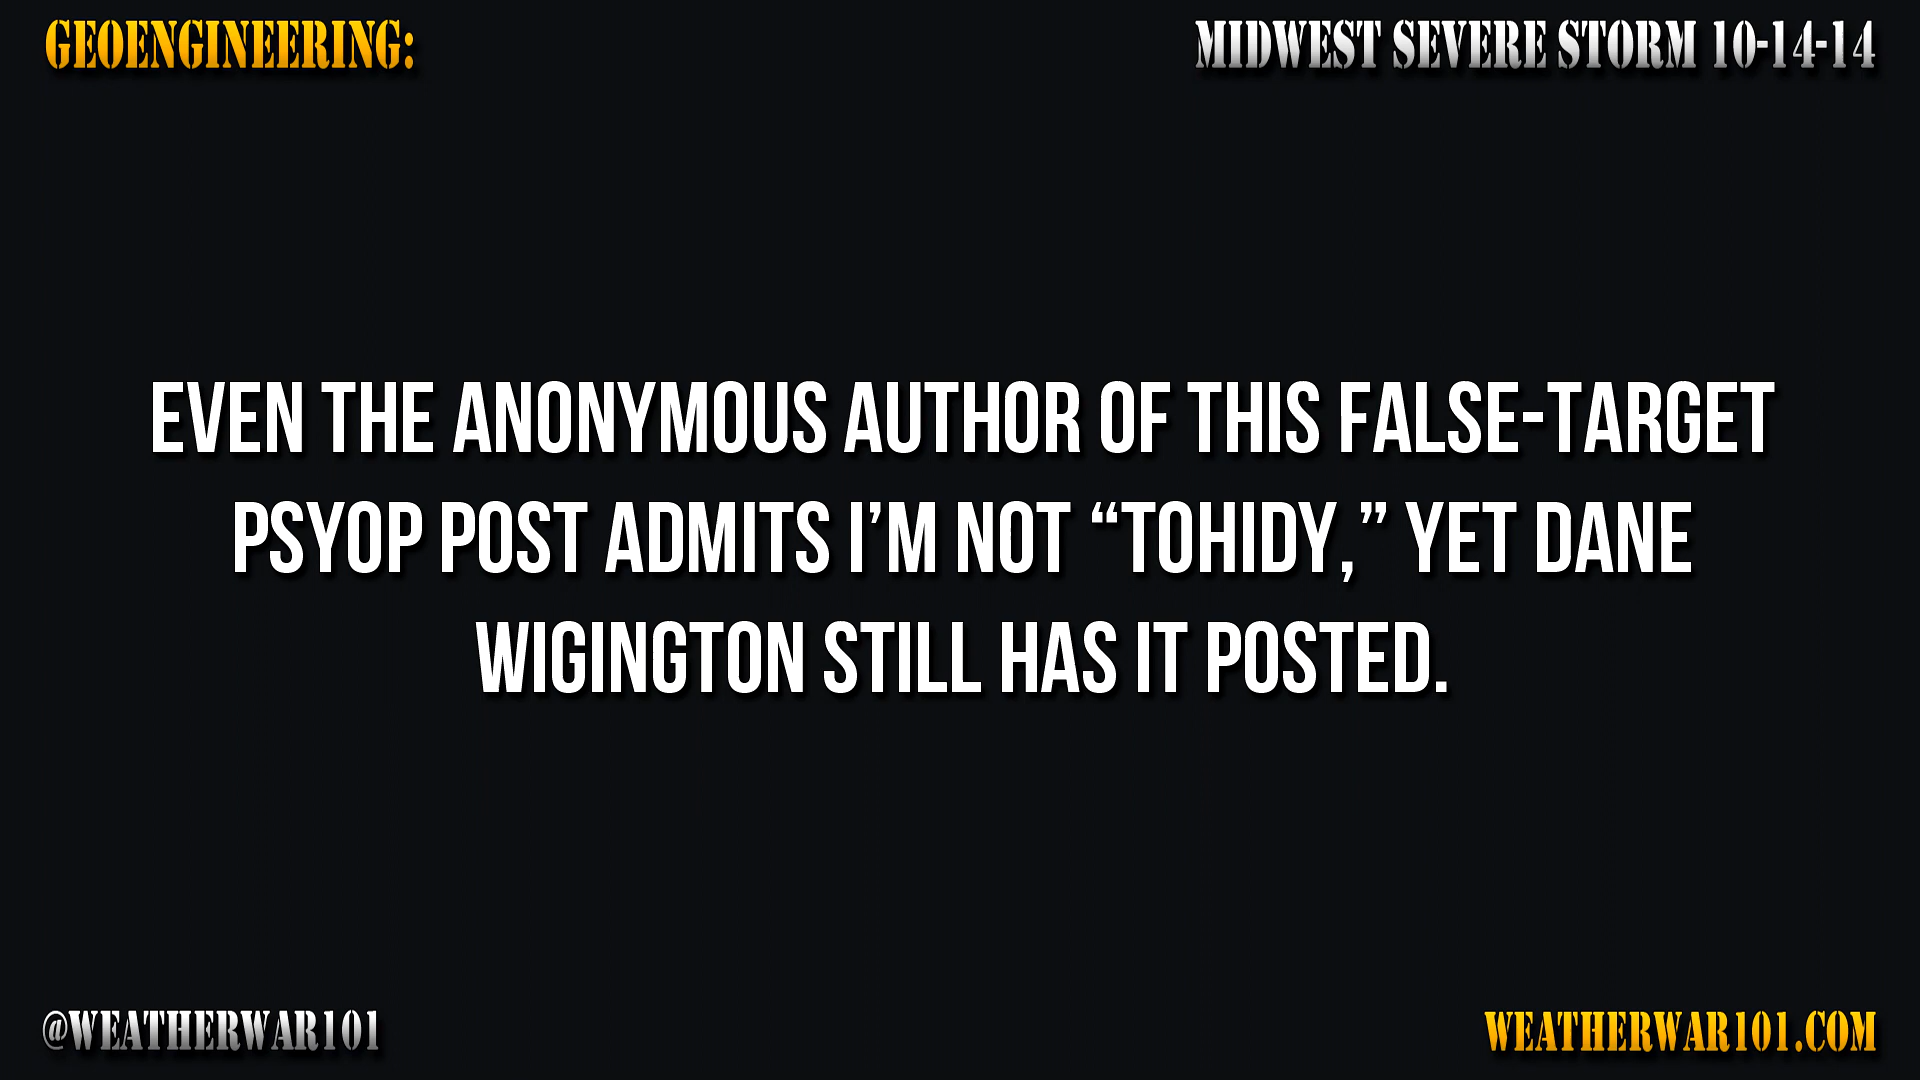 GEOENGINEERING:
MIDWEST SEVERE STORM 10-14-14
EVEN THE ANONYMOUS AUTHOR OF THIS FALSE-TARGET
PSYOP POST ADMITS I’M NOT “TOHIDY,” YET DANE
WIGINGTON STILL HAS IT POSTED.
@WEATHERWAR101
WEATHERWAR101.COM